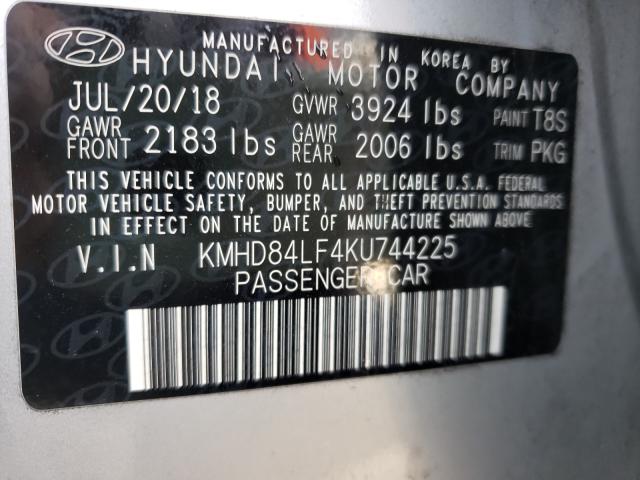 MANUFACTURED IN KOREA BY
HYUNDAI MOTOR COMPANY
JUL/20/18 GVWR 3924 lbs PAINT T8S
GAWR FRONT 2183 lbs GAWR REAR 2006 lbs TRIM PKG
THIS VEHICLE CONFORMS TO ALL APPLICABLE U.S.A. FEDERAL
MOTOR VEHICLE SAFETY, BUMPER, AND THEFT PREVENTION STANDARDS
IN EFFECT ON THE DATE OF MANUFACTURE SHOWN ABOVE.
V.I.N KMHD84LF4KU744225
PASSENGER CAR